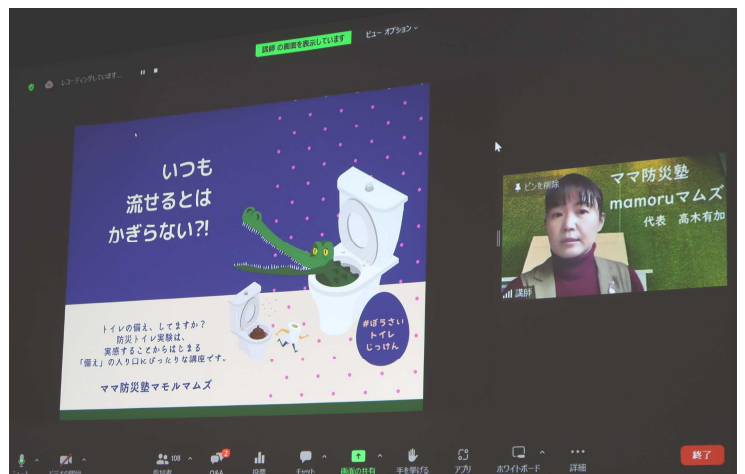 講師 の画面を表示しています
ビュー オプション
レコーディングしています...
いつも
流せるとは
かぎらない?!
トイレの備え、してますか?
防災トイレ実験は、
実感することからはじまる
「備え」の入り口にぴったりな講座です。
ママ防災塾マモルマムズ
#ぼうさい
トイレ
じっけん
ピンを削除
ママ防災塾
mamoruマムズ
代表 高木有加
講師
108
2
Q&A
投票
チャット
画面の共有
手を挙げる
アプリ
ホワイトボード
詳細
終了